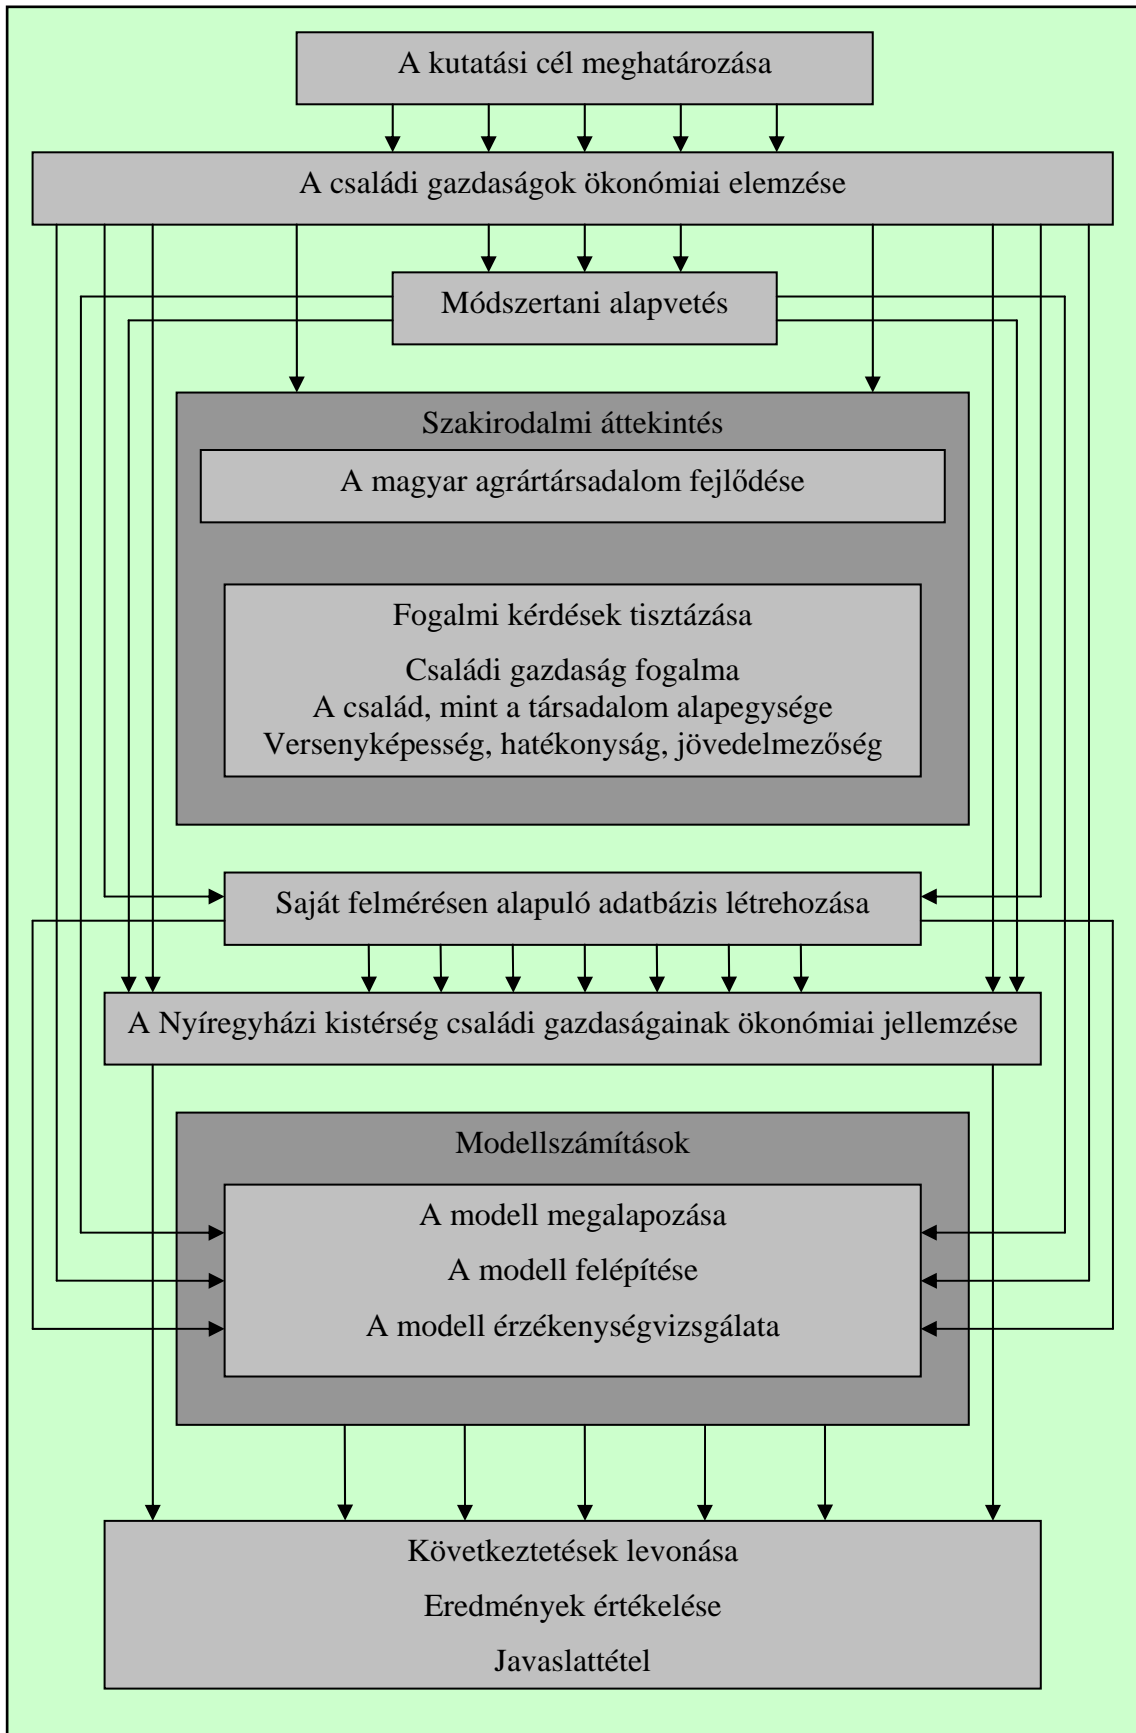 A kutatási cél meghatározása
A családi gazdaságok ökonómiai elemzése
Módszertani alapvetés
Szakirodalmi áttekintés
A magyar agrártársadalom fejlődése
Fogalmi kérdések tisztázása
Családi gazdaság fogalma
A család, mint a társadalom alapegysége
Versenyképesség, hatékonyság, jövedelmezőség
Saját felmérésen alapuló adatbázis létrehozása
A Nyíregyházi kistérség családi gazdaságainak ökonómiai jellemzése
Modellszámítások
A modell megalapozása
A modell felépítése
A modell érzékenységvizsgálata
Következtetések levonása
Eredmények értékelése
Javaslattétel